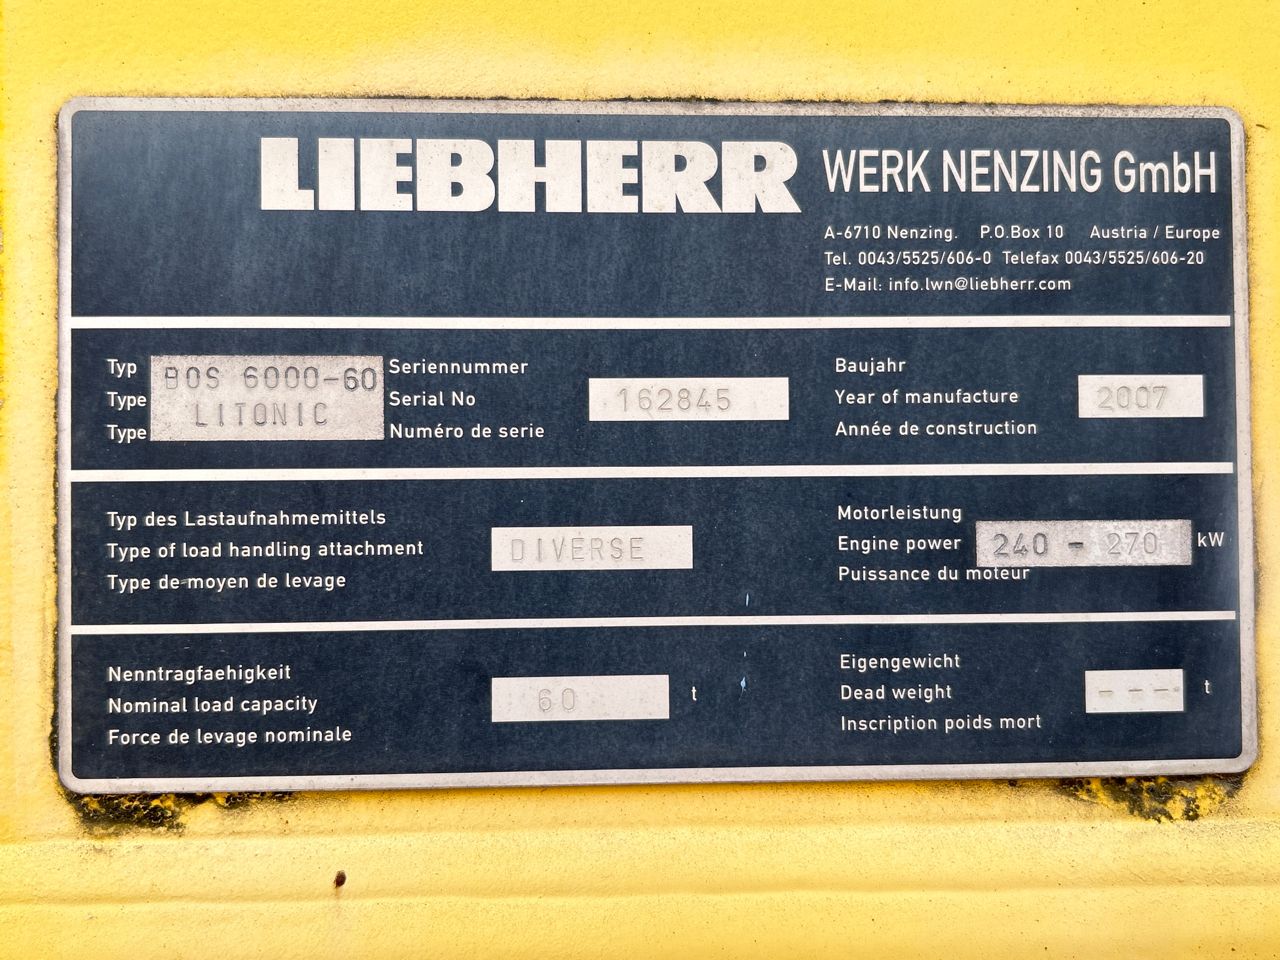 LIEBHERR WERK NENZING GmbH
A-6710 Nenzing. P.O.Box 10 Austria / Europe
Tel. 0043/5525/606-0 Telefax 0043/5525/606-20
E-Mail: info.lwn@liebherr.com
Typ
Type
Type
BOS 6000-60
LITONIC
Seriennummer
Serial No
Numéro de serie
162845
Baujahr
Year of manufacture
Année de construction
2007
Typ des Lastaufnahmemittels
Type of load handling attachment
Type de moyen de levage
DIVERSE
Motorleistung
Engine power
Puissance du moteur
240 - 270 kW
Nenntragfaehigkeit
Nominal load capacity
Force de levage nominale
60 t
Eigengewicht
Dead weight
Inscription poids mort
--- t